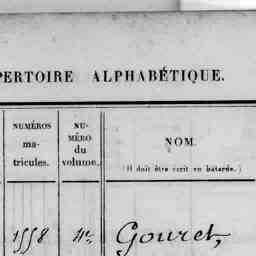 PERTOIRE ALPHABÉTIQUE.
NUMÉROS
ma-
tricules.
NU-
MÉRO
du
volume.
NOM.
(Il doit être écrit en bâtarde.)
1558 Gouret,